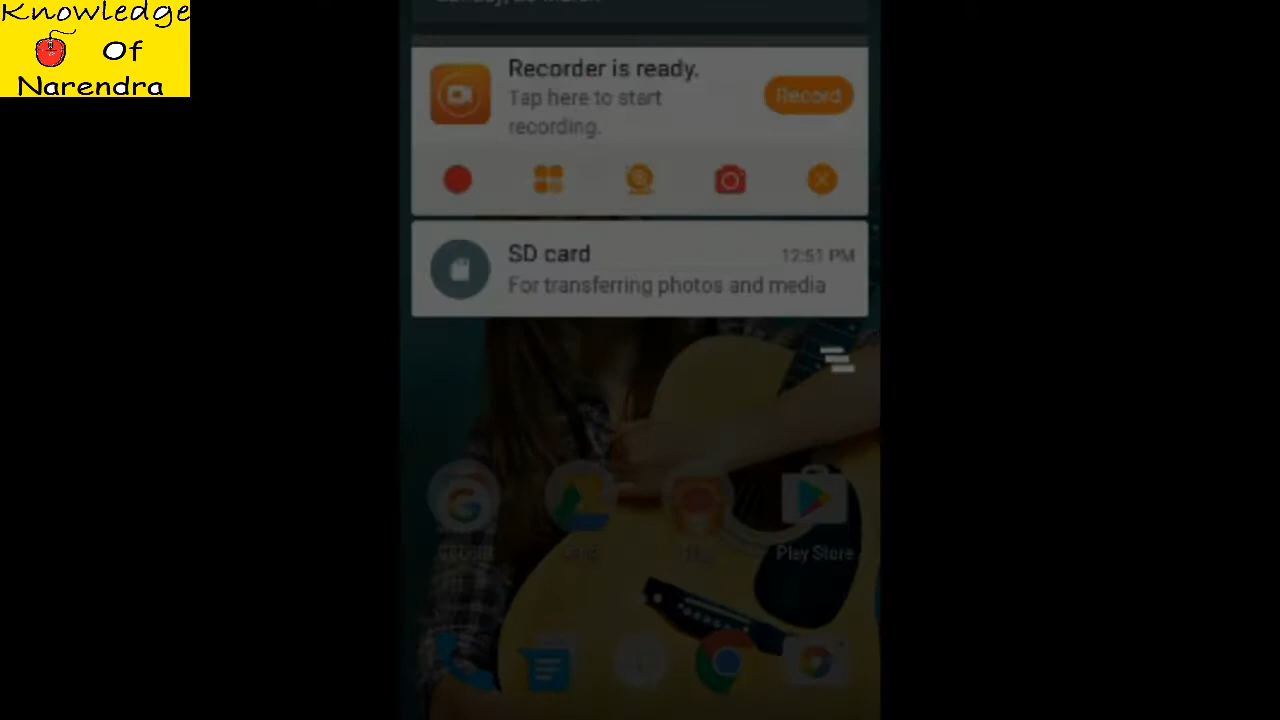 Knowledge
Of
Narendra
Recorder is ready.
Tap here to start
recording.
Record
SD card
12:51 PM
For transferring photos and media
Play Store